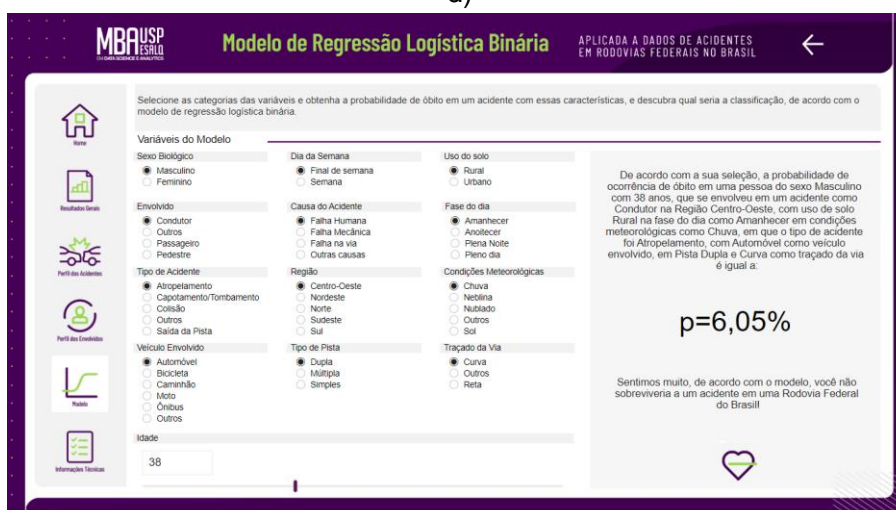 a)
MBA USP ESALQ
EM DATA SCIENCE E ANALYTICS
Modelo de Regressão Logística Binária
APLICADA A DADOS DE ACIDENTES
EM RODOVIAS FEDERAIS NO BRASIL
Selecione as categorias das variáveis e obtenha a probabilidade de óbito em um acidente com essas características, e descubra qual seria a classificação, de acordo com o
modelo de regressão logística binária.
Home
Resultados Gerais
Perfil dos Acidentes
Perfil dos Envolvidos
Modelo
Informações Técnicas
Variáveis do Modelo
Sexo Biológico
Masculino
Feminino
Dia da Semana
Final de semana
Semana
Uso do solo
Rural
Urbano
Envolvido
Condutor
Outros
Passageiro
Pedestre
Causa do Acidente
Falha Humana
Falha Mecânica
Falha na via
Outras causas
Fase do dia
Amanhecer
Anoitecer
Plena Noite
Pleno dia
Tipo de Acidente
Atropelamento
Capotamento/Tombamento
Colisão
Outros
Saída da Pista
Região
Centro-Oeste
Nordeste
Norte
Sudeste
Sul
Condições Meteorológicas
Chuva
Neblina
Nublado
Outros
Sol
Veículo Envolvido
Automóvel
Bicicleta
Caminhão
Moto
Ônibus
Outros
Tipo de Pista
Dupla
Múltipla
Simples
Traçado da Via
Curva
Outros
Reta
Idade
38
De acordo com a sua seleção, a probabilidade de
ocorrência de óbito em uma pessoa do sexo Masculino
com 38 anos, que se envolveu em um acidente como
Condutor na Região Centro-Oeste, com uso de solo
Rural na fase do dia como Amanhecer em condições
meteorológicas como Chuva, em que o tipo de acidente
foi Atropelamento, com Automóvel como veículo
envolvido, em Pista Dupla e Curva como traçado da via
é igual a:
p=6,05%
Sentimos muito, de acordo com o modelo, você não
sobreviveria a um acidente em uma Rodovia Federal
do Brasil!